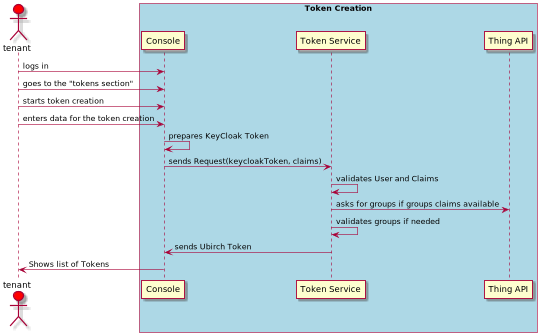 Token Creation
tenant
Console
Token Service
Thing API
logs in
goes to the "tokens section"
starts token creation
enters data for the token creation
prepares KeyCloak Token
sends Request(keycloakToken, claims)
validates User and Claims
asks for groups if groups claims available
validates groups if needed
sends Ubirch Token
Shows list of Tokens
tenant
Console
Token Service
Thing API